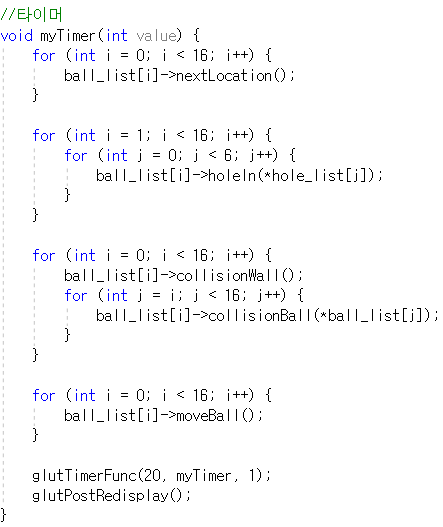 //타이머
void myTimer(int value) {
    for (int i = 0; i < 16; i++) {
        ball_list[i]->nextLocation();
    }

    for (int i = 1; i < 16; i++) {
        for (int j = 0; j < 6; j++) {
            ball_list[i]->holeIn(*hole_list[j]);
        }
    }

    for (int i = 0; i < 16; i++) {
        ball_list[i]->collisionWall();
        for (int j = i; j < 16; j++) {
            ball_list[i]->collisionBall(*ball_list[j]);
        }
    }

    for (int i = 0; i < 16; i++) {
        ball_list[i]->moveBall();
    }

    glutTimerFunc(20, myTimer, 1);
    glutPostRedisplay();
}